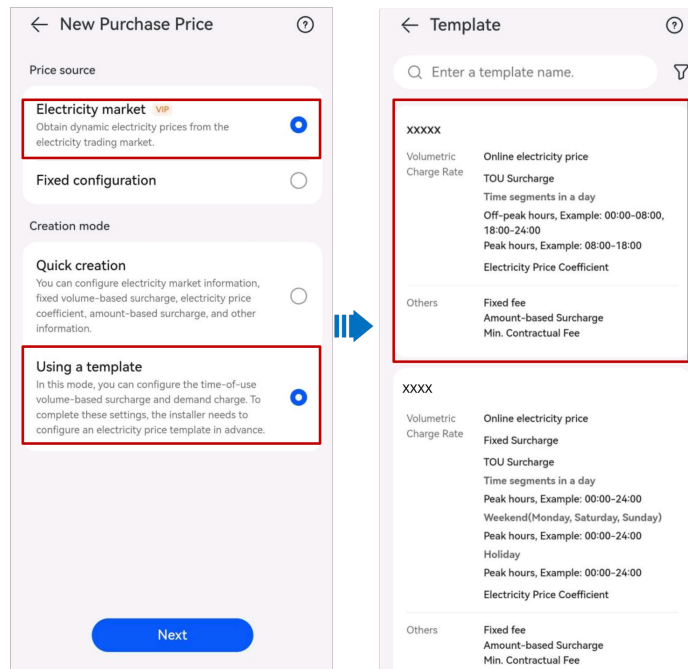 New Purchase Price
Price source
Electricity market VIP
Obtain dynamic electricity prices from the
electricity trading market.
Fixed configuration
Creation mode
Quick creation
You can configure electricity market information,
fixed volume-based surcharge, electricity price
coefficient, amount-based surcharge, and other
information.
Using a template
In this mode, you can configure the time-of-use
volume-based surcharge and demand charge. To
complete these settings, the installer needs to
configure an electricity price template in advance.
Next
Template
Enter a template name.
xxxxx
Volumetric
Charge Rate
Online electricity price
TOU Surcharge
Time segments in a day
Off-peak hours, Example: 00:00-08:00,
18:00-24:00
Peak hours, Example: 08:00-18:00
Electricity Price Coefficient
Others
Fixed fee
Amount-based Surcharge
Min. Contractual Fee
XXXX
Volumetric
Charge Rate
Online electricity price
Fixed Surcharge
TOU Surcharge
Time segments in a day
Peak hours, Example: 00:00-24:00
Weekend(Monday, Saturday, Sunday)
Peak hours, Example: 00:00-24:00
Holiday
Peak hours, Example: 00:00-24:00
Electricity Price Coefficient
Others
Fixed fee
Amount-based Surcharge
Min. Contractual Fee